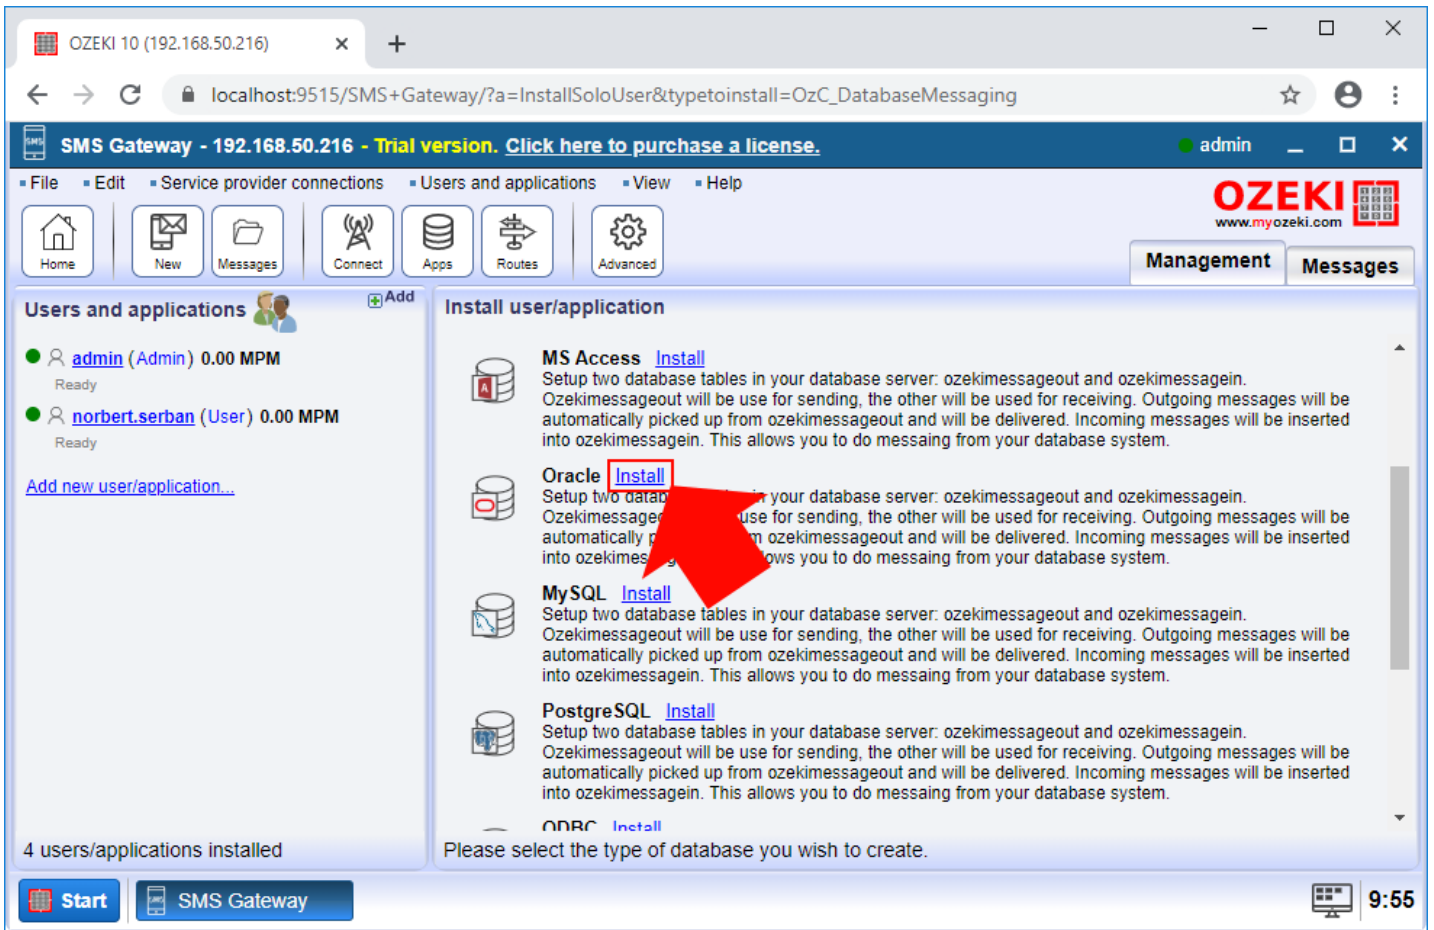 OZEKI 10 (192.168.50.216)
localhost:9515/SMS+Gateway/?a=InstallSoloUser&typetoinstall=OzC_DatabaseMessaging
SMS Gateway - 192.168.50.216 - Trial version. Click here to purchase a license.
admin
File Edit Service provider connections Users and applications View Help
OZEKI
www.myozeki.com
Home New Messages Connect Apps Routes Advanced
Management Messages
Users and applications Add
admin (Admin) 0.00 MPM
Ready
norbert.serban (User) 0.00 MPM
Ready
Add new user/application...
4 users/applications installed
Install user/application
MS Access Install
Setup two database tables in your database server: ozekimessageout and ozekimessagein.
Ozekimessageout will be use for sending, the other will be used for receiving. Outgoing messages will be
automatically picked up from ozekimessageout and will be delivered. Incoming messages will be inserted
into ozekimessagein. This allows you to do messaing from your database system.
Oracle Install
Setup two your database server: ozekimessageout and ozekimessagein.
use for sending, the other will be used for receiving. Outgoing messages will be
automatically ozekimessageout and will be delivered. Incoming messages will be inserted
into you to do messaing from your database system.
MySQL Install
Setup two database tables in your database server: ozekimessageout and ozekimessagein.
Ozekimessageout will be use for sending, the other will be used for receiving. Outgoing messages will be
automatically picked up from ozekimessageout and will be delivered. Incoming messages will be inserted
into ozekimessagein. This allows you to do messaing from your database system.
PostgreSQL Install
Setup two database tables in your database server: ozekimessageout and ozekimessagein.
Ozekimessageout will be use for sending, the other will be used for receiving. Outgoing messages will be
automatically picked up from ozekimessageout and will be delivered. Incoming messages will be inserted
into ozekimessagein. This allows you to do messaing from your database system.
ODBC Install
Please select the type of database you wish to create.
Start SMS Gateway 9:55